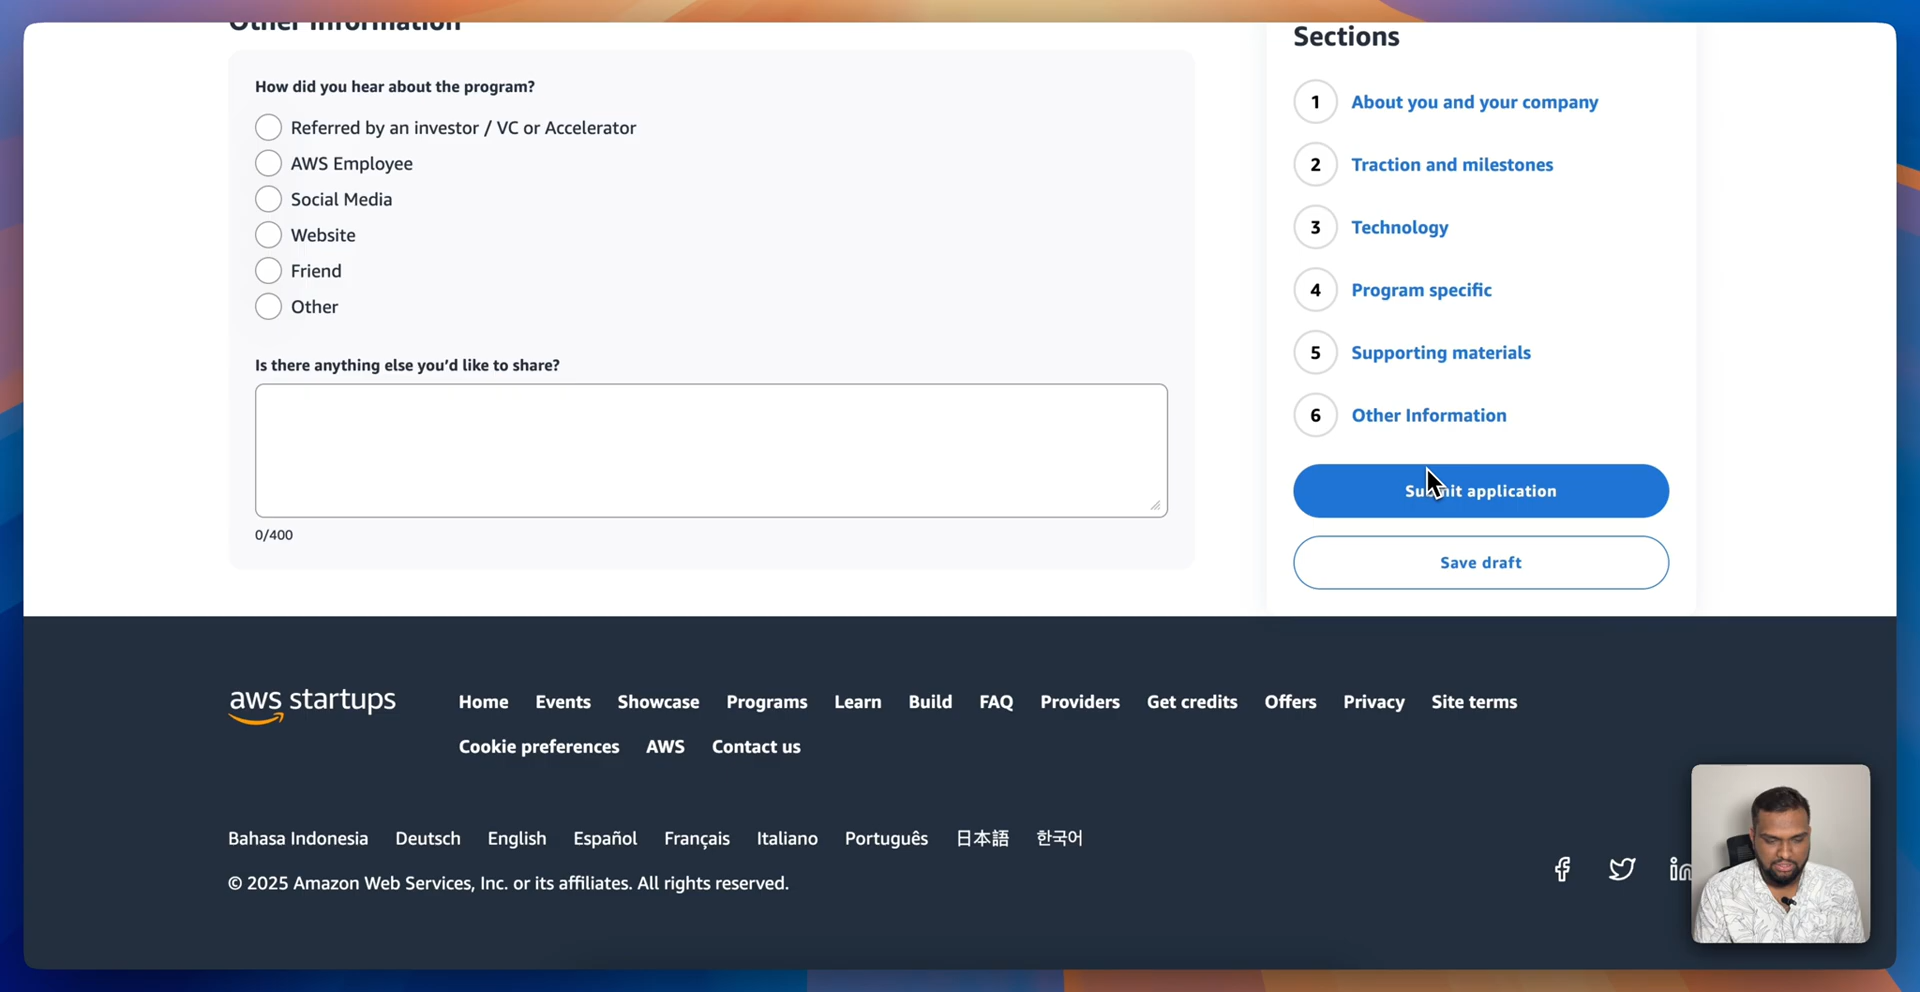 Other Information
How did you hear about the program?
Referred by an investor / VC or Accelerator
AWS Employee
Social Media
Website
Friend
Other
Is there anything else you’d like to share?
0/400
Sections
1 About you and your company
2 Traction and milestones
3 Technology
4 Program specific
5 Supporting materials
6 Other Information
Submit application
Save draft
aws startups
Home Events Showcase Programs Learn Build FAQ Providers Get credits Offers Privacy Site terms
Cookie preferences AWS Contact us
Bahasa Indonesia Deutsch English Español Français Italiano Português 日本語 한국어
© 2025 Amazon Web Services, Inc. or its affiliates. All rights reserved.
in